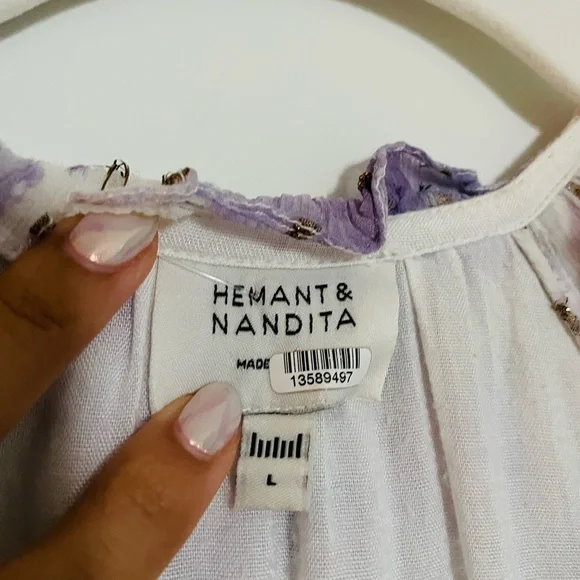 HEMANT &
NANDITA
MADE
13589497
L